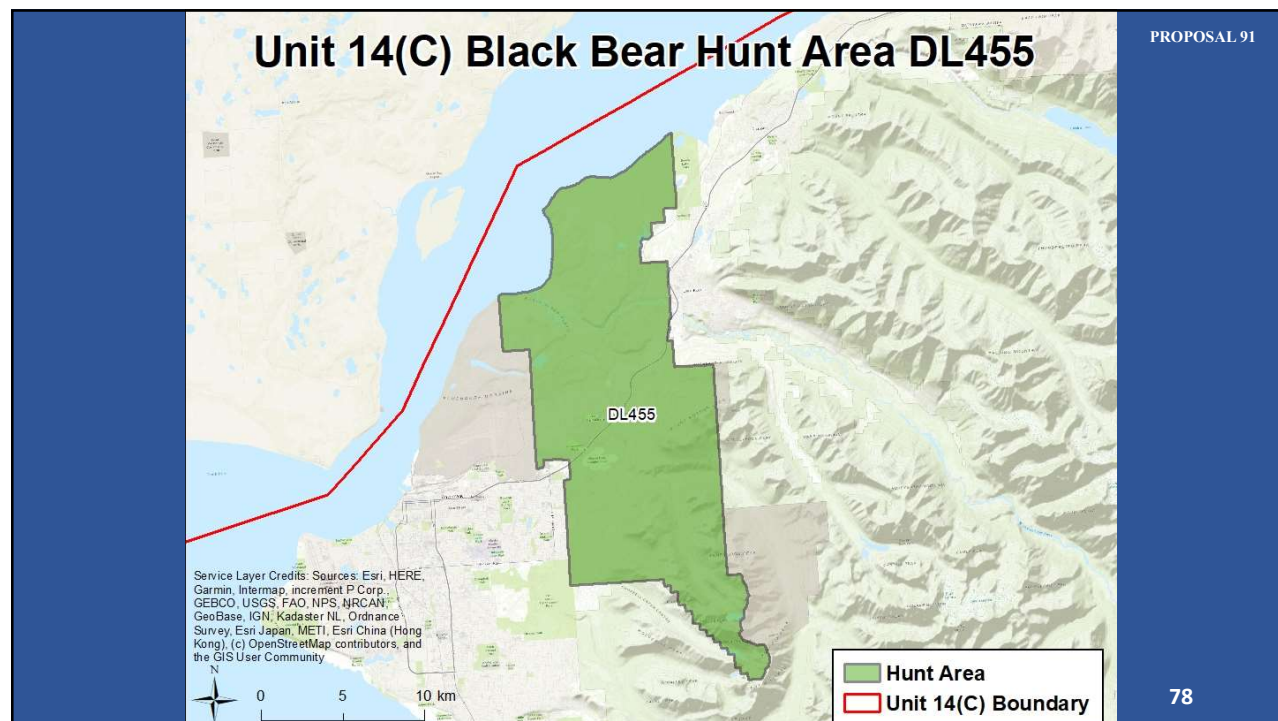 Unit 14(C) Black Bear Hunt Area DL455
PROPOSAL 91
DL455
Service Layer Credits: Sources: Esri, HERE,
Garmin, Intermap, increment P Corp.,
GEBCO, USGS, FAO, NPS, NRCAN,
GeoBase, IGN, Kadaster NL, Ordnance
Survey, Esri Japan, METI, Esri China (Hong
Kong), (c) OpenStreetMap contributors, and
the GIS User Community
N
0 5 10 km
Hunt Area
Unit 14(C) Boundary
78